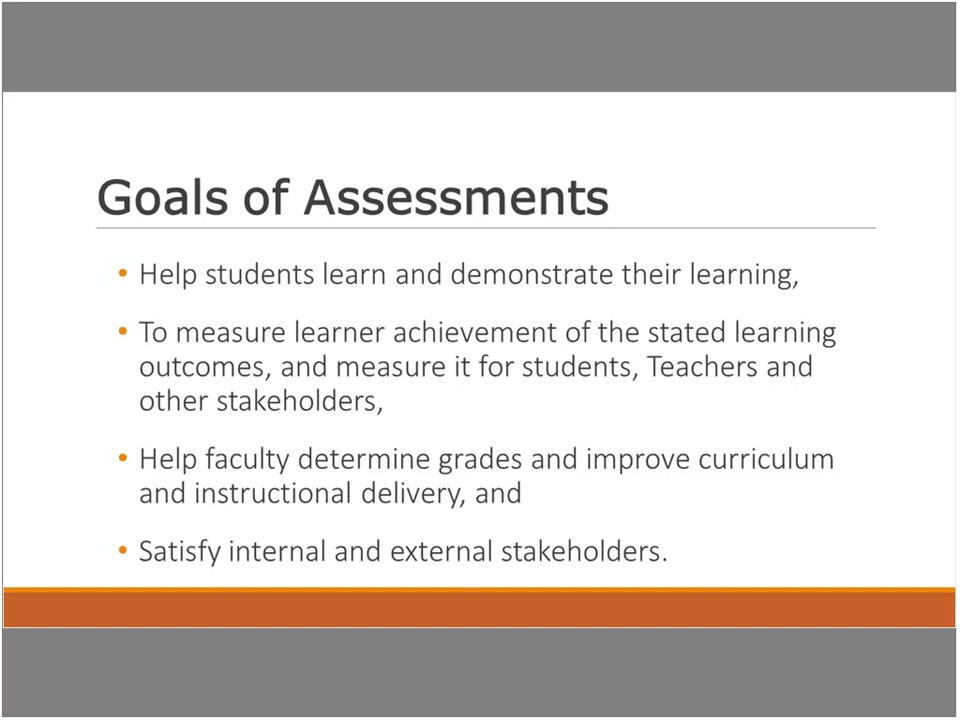 Goals of Assessments
• Help students learn and demonstrate their learning,
• To measure learner achievement of the stated learning
outcomes, and measure it for students, Teachers and
other stakeholders,
• Help faculty determine grades and improve curriculum
and instructional delivery, and
• Satisfy internal and external stakeholders.